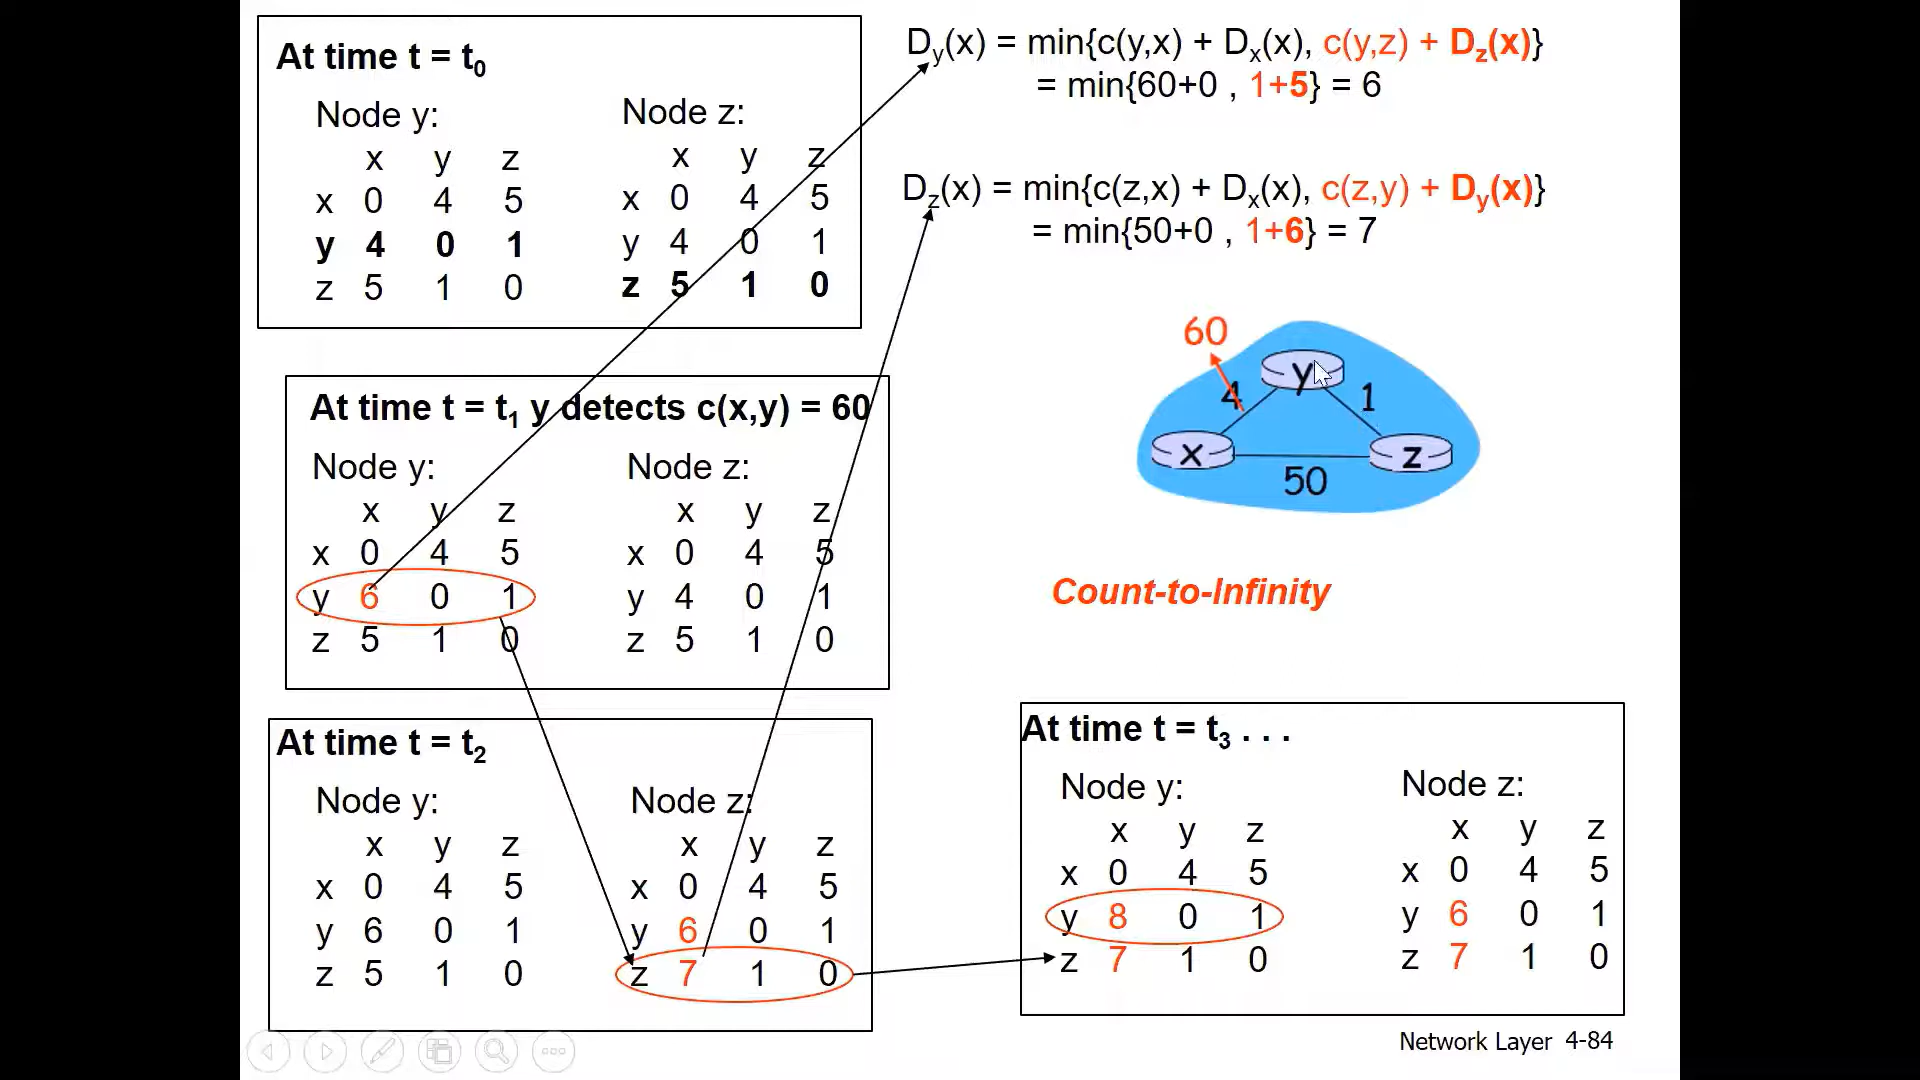 At time t = t0
Node y:
x y z
x 0 4 5
y 4 0 1
z 5 1 0
Node z:
x y z
x 0 4 5
y 4 0 1
z 5 1 0
Dy(x) = min{c(y,x) + Dx(x), c(y,z) + Dz(x)}
= min{60+0 , 1+5} = 6
Dz(x) = min{c(z,x) + Dx(x), c(z,y) + Dy(x)}
= min{50+0 , 1+6} = 7
60
4
y
1
x
z
50
Count-to-Infinity
At time t = t1 y detects c(x,y) = 60
Node y:
x y z
x 0 4 5
y 6 0 1
z 5 1 0
Node z:
x y z
x 0 4 5
y 4 0 1
z 5 1 0
At time t = t2
Node y:
x y z
x 0 4 5
y 6 0 1
z 5 1 0
Node z:
x y z
x 0 4 5
y 6 0 1
z 7 1 0
At time t = t3 . . .
Node y:
x y z
x 0 4 5
y 8 0 1
z 7 1 0
Node z:
x y z
x 0 4 5
y 6 0 1
z 7 1 0
Network Layer 4-84